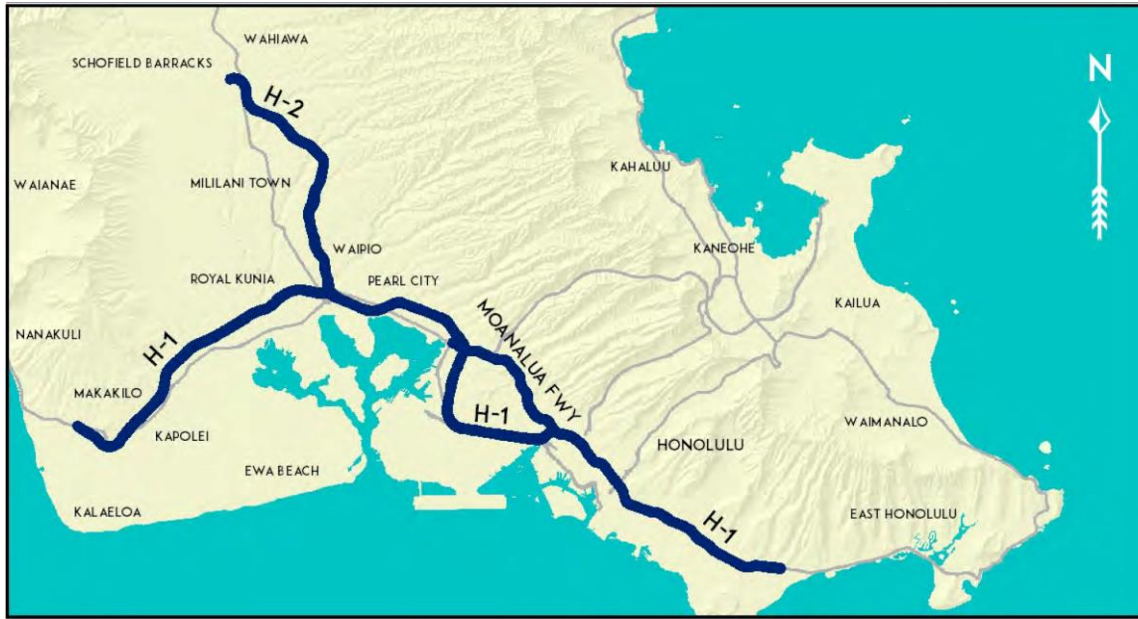 WAHIAWA
SCHOFIELD BARRACKS
N
H-2
KAHALUU
WAIANAE
MILILANI TOWN
WAIPIO
KANEOHE
ROYAL KUNIA
PEARL CITY
KAILUA
NANAKULI
H-1
MOANALUA FWY
MAKAKILO
H-1
KAPOLEI
HONOLULU
WAIMANALO
EWA BEACH
KALAELOA
H-1
EAST HONOLULU